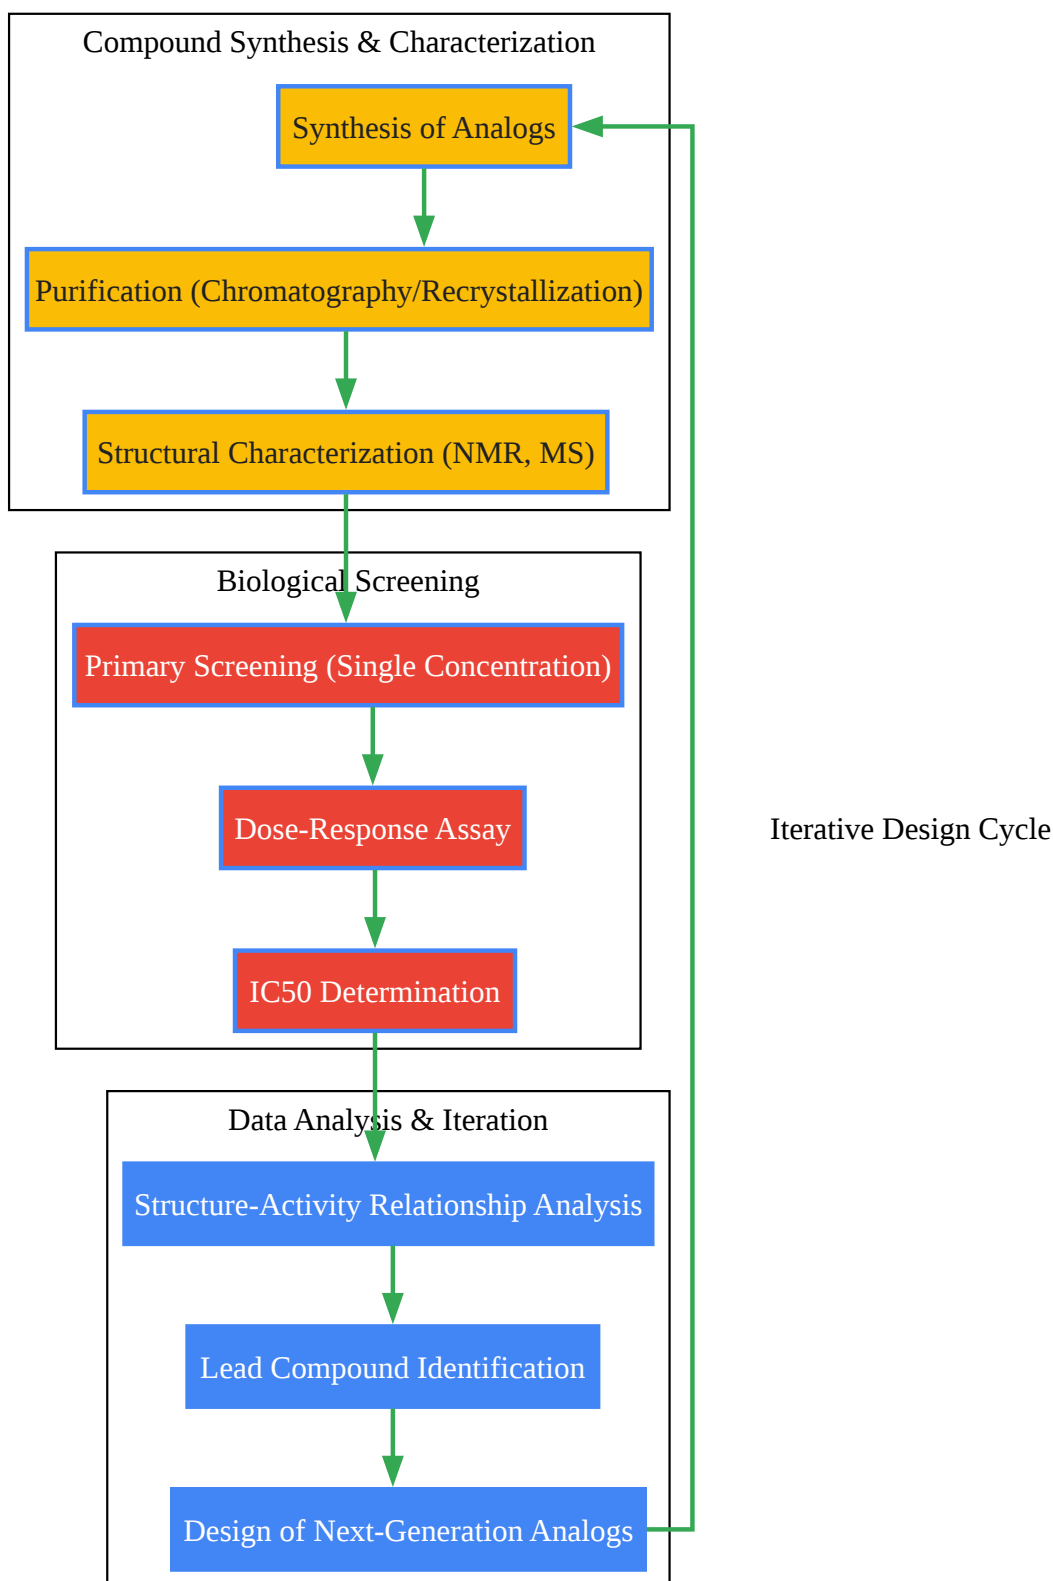 Compound Synthesis & Characterization
Synthesis of Analogs
Purification (Chromatography/Recrystallization)
Structural Characterization (NMR, MS)
Biological Screening
Primary Screening (Single Concentration)
Dose-Response Assay
Iterative Design Cycle
IC50 Determination
Data Analysis & Iteration
Structure-Activity Relationship Analysis
Lead Compound Identification
Design of Next-Generation Analogs